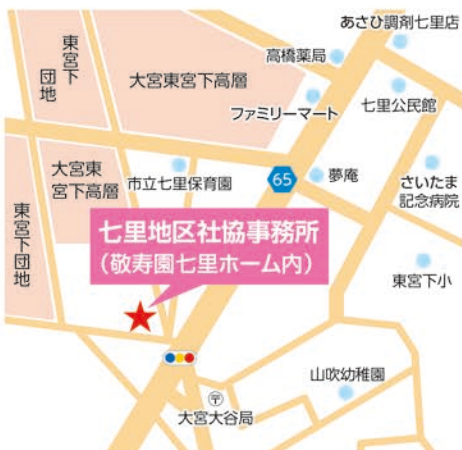 あさひ調剤七里店
東宮下
団地
高橋薬局
大宮東宮下高層
七里公民館
ファミリーマート
大宮東
宮下高層
市立七里保育園
65
夢庵
さいたま
記念病院
東宮下団地
七里地区社協事務所
(敬寿園七里ホーム内)
東宮下小
山吹幼稚園
〒
大宮大谷局